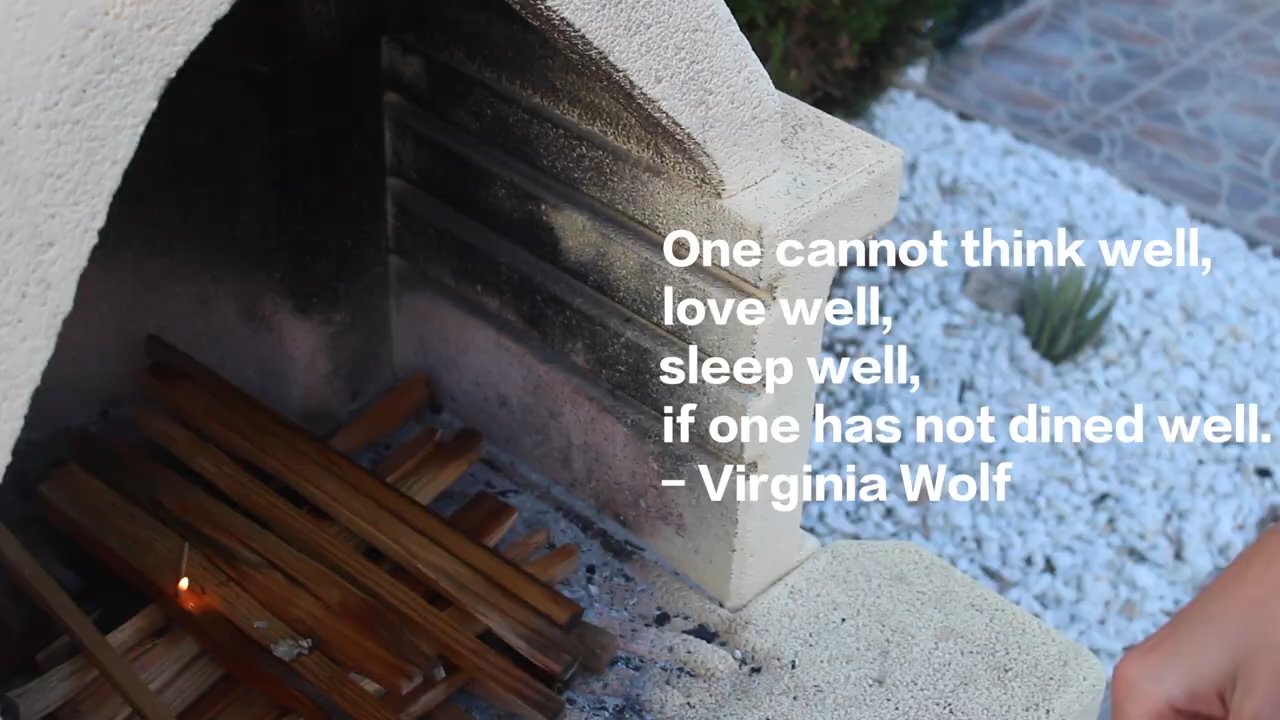 One cannot think well,
love well,
sleep well,
if one has not dined well.
– Virginia Wolf